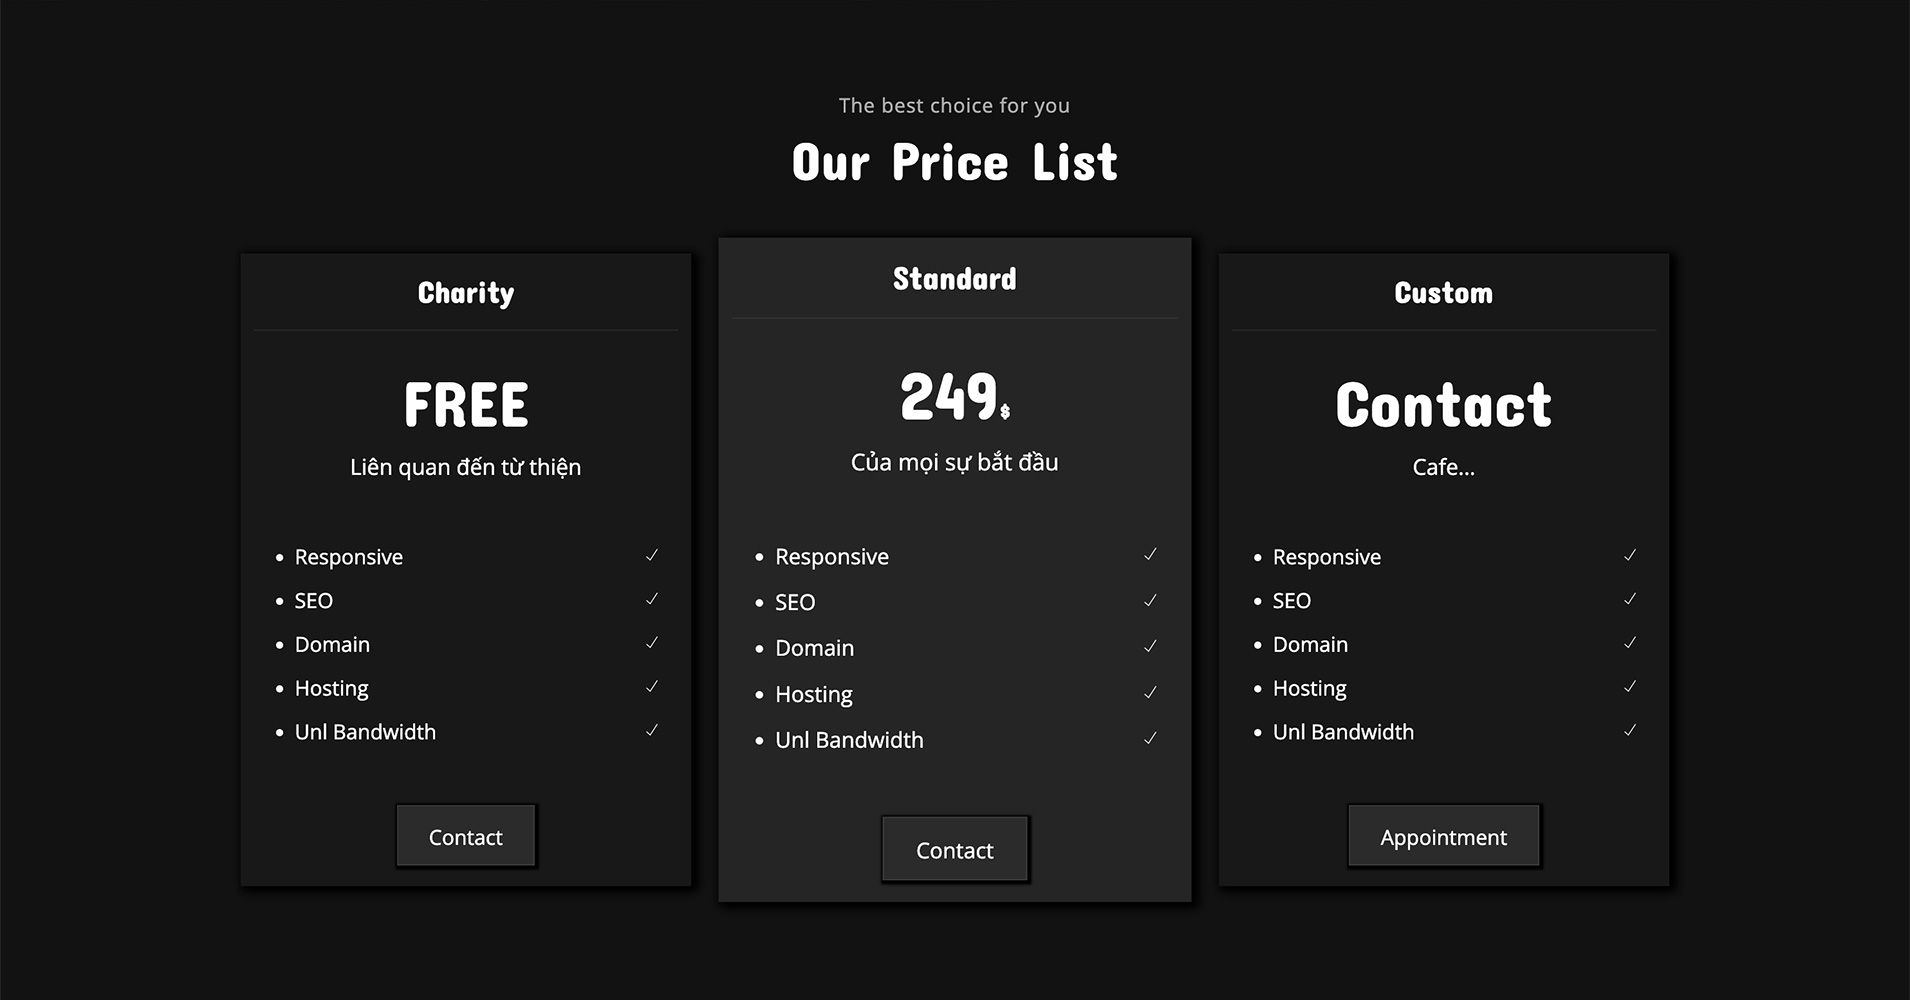 The best choice for you
Our Price List
Charity
FREE
Liên quan đến từ thiện
Responsive
SEO
Domain
Hosting
Unl Bandwidth
Contact
Standard
249$
Của mọi sự bắt đầu
Responsive
SEO
Domain
Hosting
Unl Bandwidth
Contact
Custom
Contact
Cafe...
Responsive
SEO
Domain
Hosting
Unl Bandwidth
Appointment